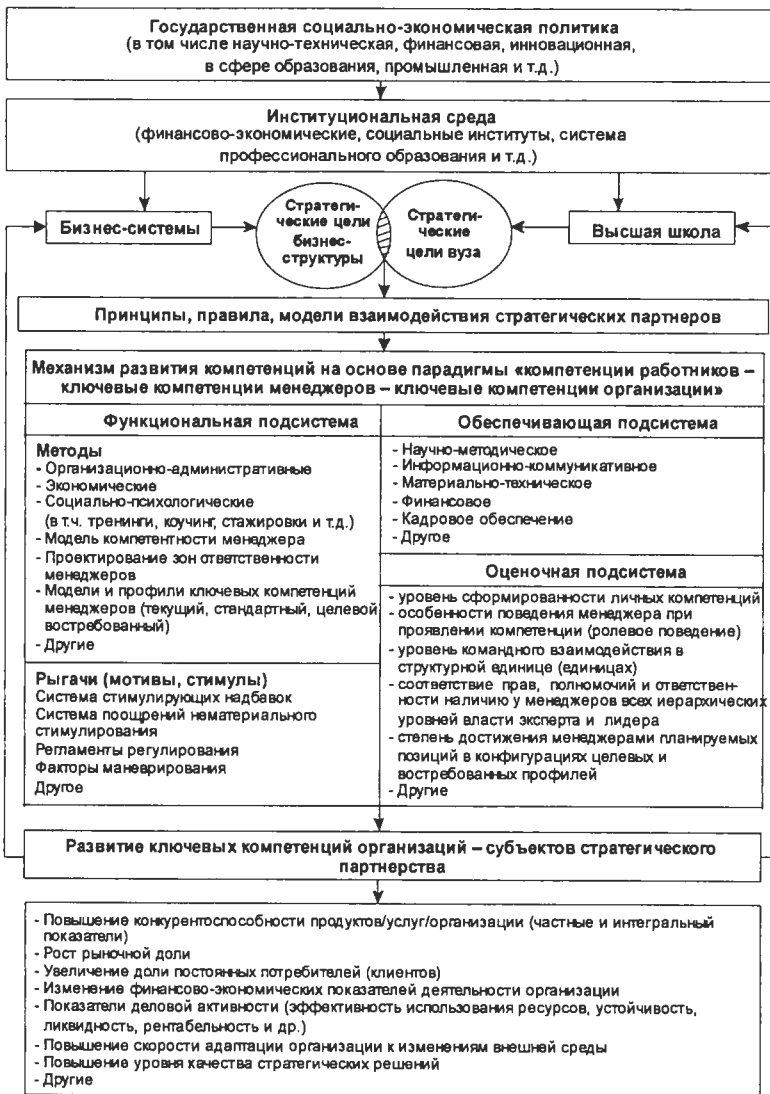 Государственная социально-экономическая политика
(в том числе научно-техническая, финансовая, инновационная,
в сфере образования, промышленная и т.д.)
Институциональная среда
(финансово-экономические, социальные институты, система
профессионального образования и т.д.)
Бизнес-системы
Стратеги-
ческие цели
бизнес-
структуры
Стратеги-
ческие
цели вуза
Высшая школа
Принципы, правила, модели взаимодействия стратегических партнеров
Механизм развития компетенций на основе парадигмы «компетенции работников –
ключевые компетенции менеджеров – ключевые компетенции организации»
Функциональная подсистема
Методы
- Организационно-административные
- Экономические
- Социально-психологические
(в т.ч. тренинги, коучинг, стажировки и т.д.)
- Модель компетентности менеджера
- Проектирование зон ответственности
менеджеров
- Модели и профили ключевых компетенций
менеджеров (текущий, стандартный, целевой
востребованный)
- Другие
Рыгачи (мотивы, стимулы)
Система стимулирующих надбавок
Система поощрений нематериального
стимулирования
Регламенты регулирования
Факторы маневрирования
Другое
Обеспечивающая подсистема
- Научно-методическое
- Информационно-коммуникативное
- Материально-техническое
- Финансовое
- Кадровое обеспечение
- Другое
Оценочная подсистема
- уровень сформированности личных компетенций
- особенности поведения менеджера при
проявлении компетенции (ролевое поведение)
- уровень командного взаимодействия в
структурной единице (единицах)
- соответствие прав, полномочий и ответствен-
ности наличию у менеджеров всех иерархических
уровней власти эксперта и лидера
- степень достижения менеджерами планируемых
позиций в конфигурациях целевых и
востребованных профилей
- Другие
Развитие ключевых компетенций организаций – субъектов стратегического
партнерства
- Повышение конкурентоспособности продуктов/услуг/организации (частные и интегральный
показатели)
- Рост рыночной доли
- Увеличение доли постоянных потребителей (клиентов)
- Изменение финансово-экономических показателей деятельности организации
- Показатели деловой активности (эффективность использования ресурсов, устойчивость,
ликвидность, рентабельность и др.)
- Повышение скорости адаптации организации к изменениям внешней среды
- Повышение уровня качества стратегических решений
- Другие